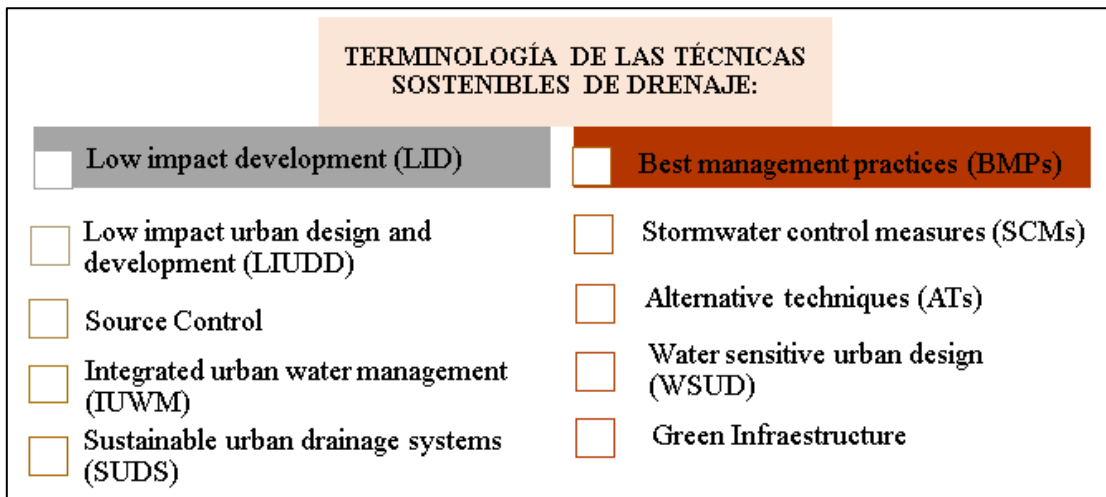 TERMINOLOGÍA DE LAS TÉCNICAS
SOSTENIBLES DE DRENAJE:
Low impact development (LID)
Low impact urban design and
development (LIUDD)
Source Control
Integrated urban water management
(IUWM)
Sustainable urban drainage systems
(SUDS)
Best management practices (BMPs)
Stormwater control measures (SCMs)
Alternative techniques (ATs)
Water sensitive urban design
(WSUD)
Green Infraestructure